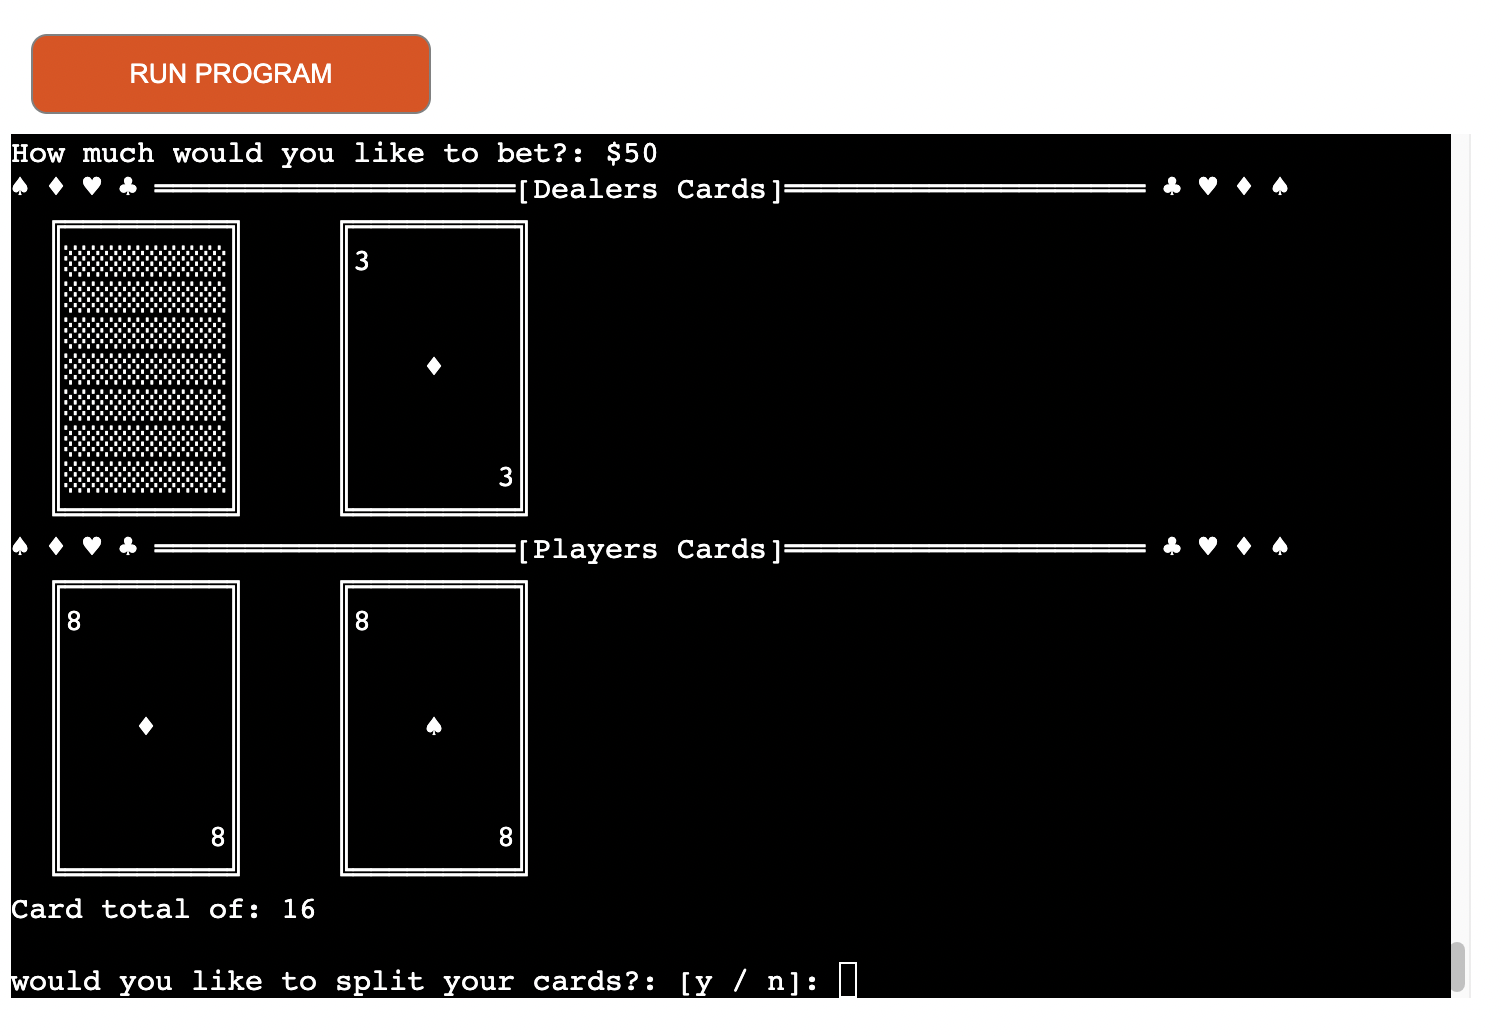 RUN PROGRAM
How much would you like to bet?: $50
♠ ♦ ♥ ♣ ════════════════════[Dealers Cards]════════════════════ ♣ ♥ ♦ ♠
3
♦
3
♠ ♦ ♥ ♣ ════════════════════[Players Cards]════════════════════ ♣ ♥ ♦ ♠
8 8
♦ ♠
8 8
Card total of: 16
would you like to split your cards?: [y / n]: